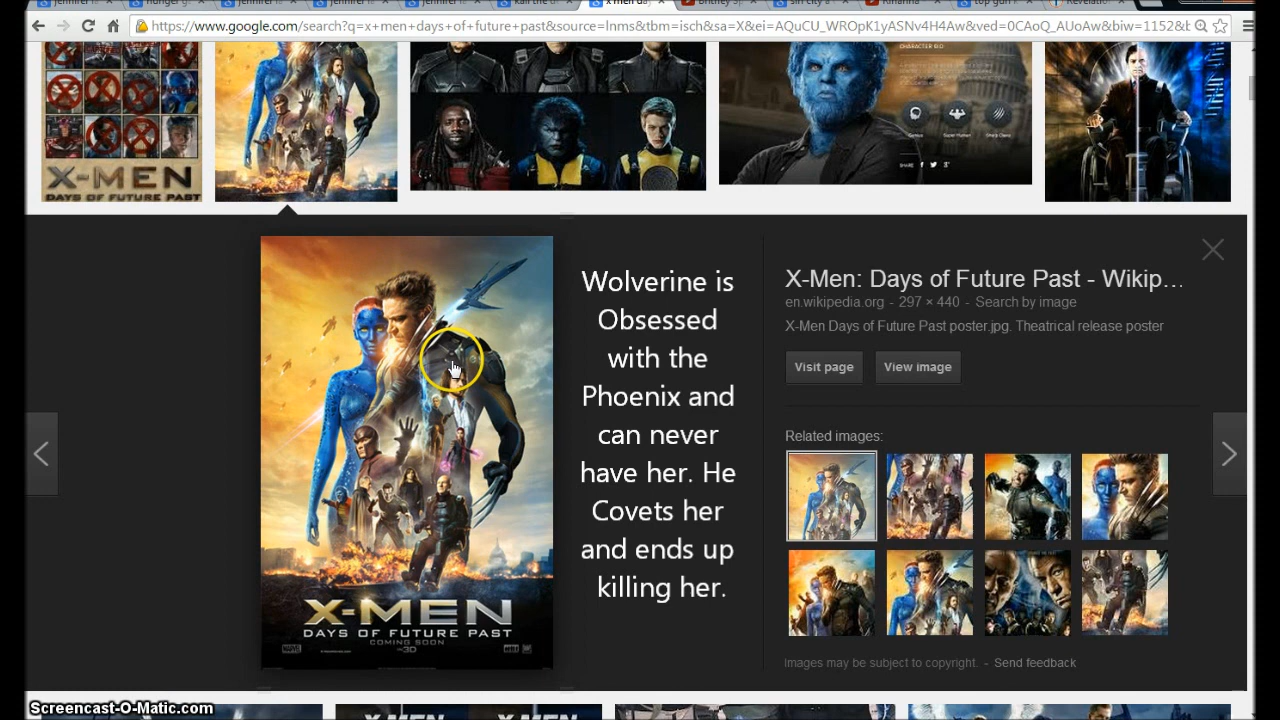 https://www.google.com/search?q=x+men+days+of+future+past&source=lnms&tbm=isch&sa=X&ei=AQuCU_WROpK1yASNv4H4Aw&ved=0CAoQ_AUoAw&biw=1152&
X-MEN
DAYS OF FUTURE PAST
CHARACTER BIO
SHARE
Wolverine is
Obsessed
with the
Phoenix and
can never
have her. He
Covets her
and ends up
killing her.
X-MEN
DAYS OF FUTURE PAST
COMING SOON
3D
X-Men: Days of Future Past - Wikip...
en.wikipedia.org - 297 × 440 - Search by image
X-Men Days of Future Past poster.jpg. Theatrical release poster
Visit page
View image
Related images:
Images may be subject to copyright. - Send feedback
Screencast-O-Matic.com